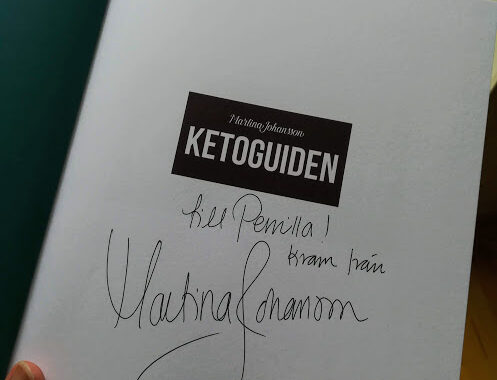 Martina Johansson
KETOGUIDEN
till Pernilla!
Kram från
Martina Johansson